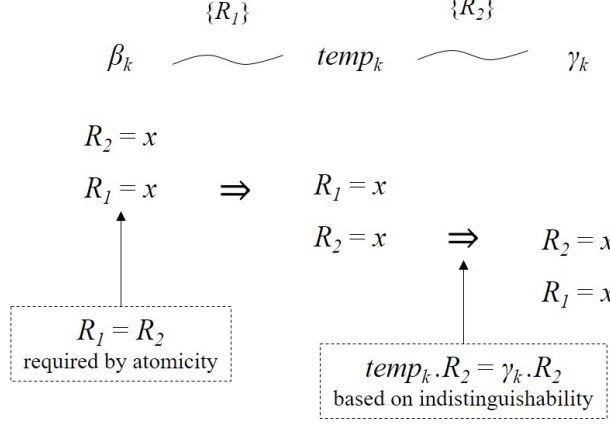 {R₁} {R₂}
βₖ tempₖ γₖ
R₂ = x
R₁ = x ⇒ R₁ = x
R₂ = x ⇒ R₂ = x
R₁ = x
R₁ = R₂
required by atomicity
tempₖ.R₂ = γₖ.R₂
based on indistinguishability